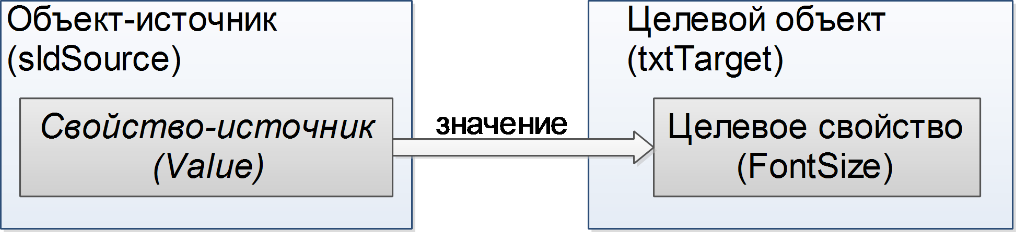 Объект-источник
(sldSource)
Свойство-источник
(Value)
значение
Целевой объект
(txtTarget)
Целевое свойство
(FontSize)